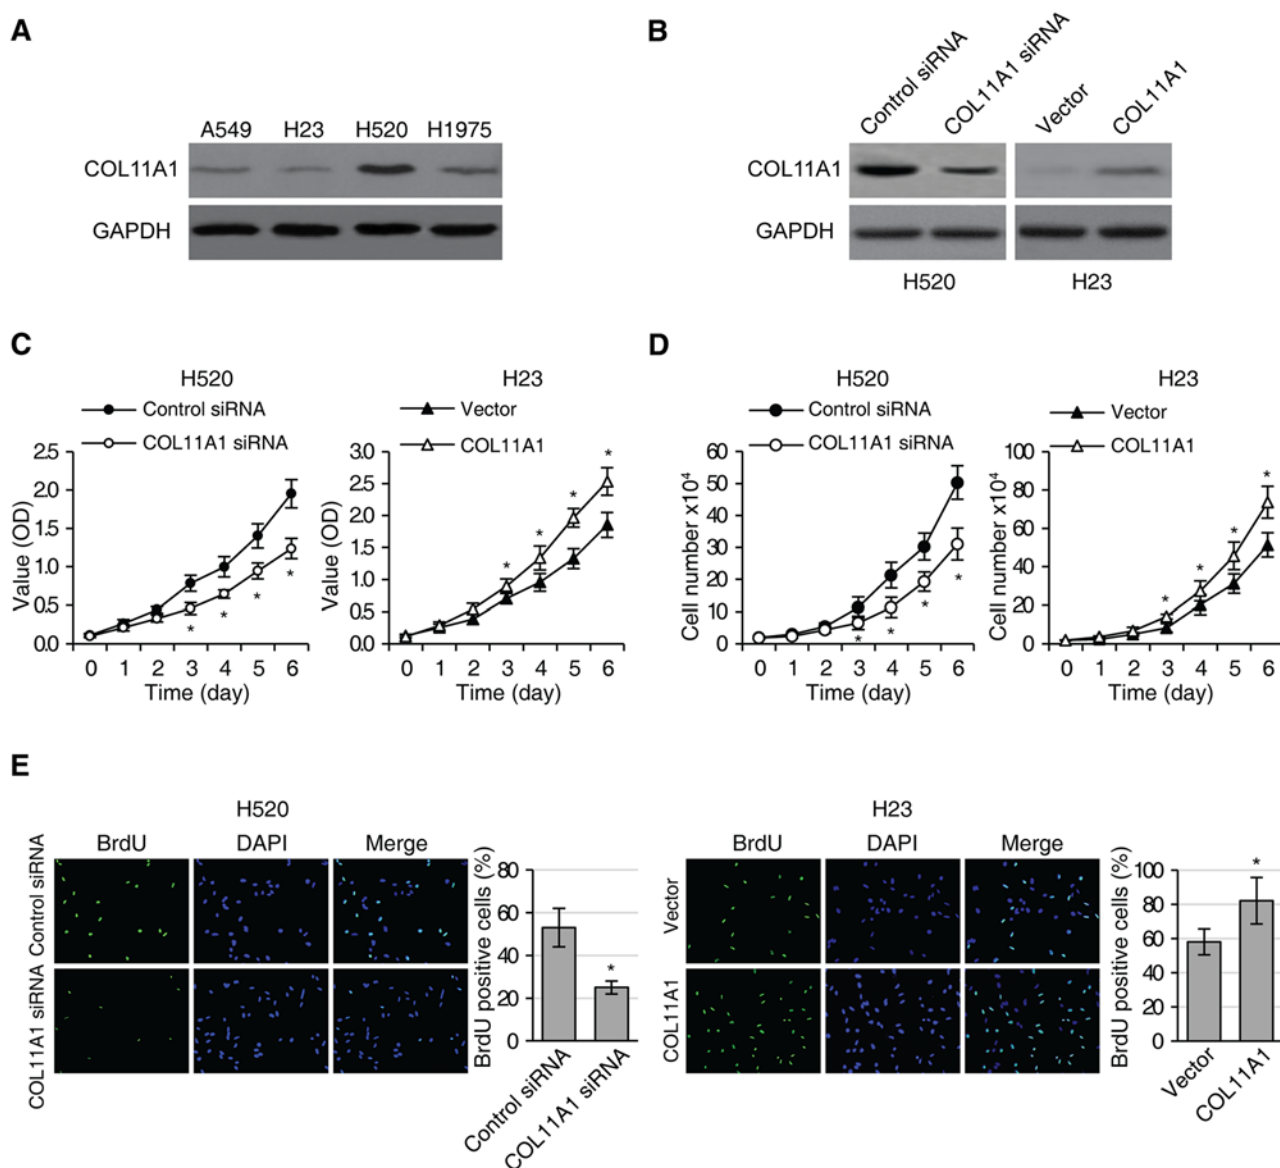 A
A549 H23 H520 H1975
COL11A1
GAPDH
B
Control siRNA
COL11A1 siRNA
Vector
COL11A1
COL11A1
GAPDH
H520 H23
C
H520
Control siRNA
COL11A1 siRNA
Value (OD)
2.5
2.0
1.5
1.0
0.5
0.0
* * * *
0 1 2 3 4 5 6
Time (day)
H23
Vector
COL11A1
Value (OD)
3.0
2.5
2.0
1.5
1.0
0.5
0.0
* * * *
0 1 2 3 4 5 6
Time (day)
D
H520
Control siRNA
COL11A1 siRNA
Cell number x10⁴
60
50
40
30
20
10
0
* * * *
0 1 2 3 4 5 6
Time (day)
H23
Vector
COL11A1
Cell number x10⁴
100
80
60
40
20
0
* * * *
0 1 2 3 4 5 6
Time (day)
E
H520
BrdU DAPI Merge
Control siRNA
COL11A1 siRNA
BrdU positive cells (%)
80
60
40
20
0
*
Control siRNA
COL11A1 siRNA
H23
BrdU DAPI Merge
Vector
COL11A1
BrdU positive cells (%)
100
80
60
40
20
0
*
Vector
COL11A1